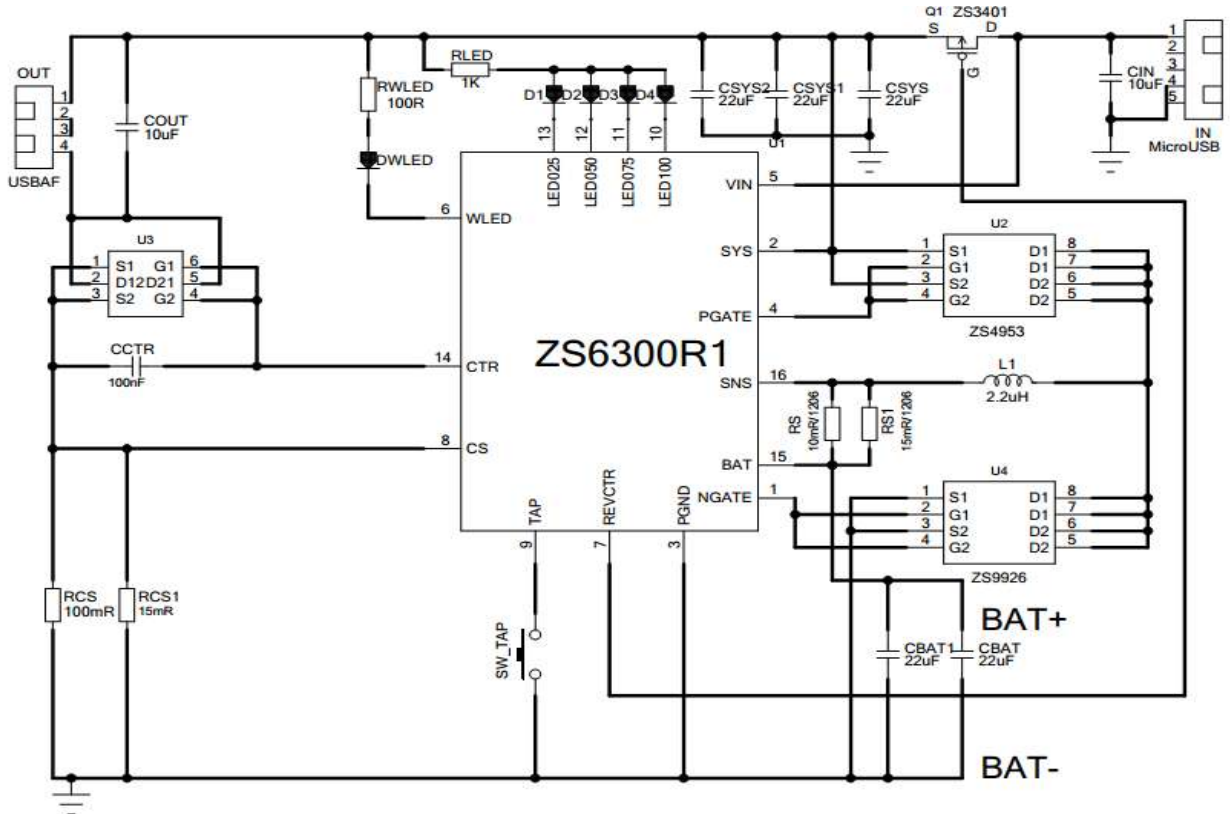 Q1 ZS3401
S D
G
OUT
1
2
3
4
USBAF
COUT
10uF
RWLED
100R
DWLED
RLED
1K
D1 D2 D3 D4
13 12 11 10
LED025 LED050 LED075 LED100
CSYS2
22uF
CSYS1
22uF
CSYS
22uF
U1
CIN
10uF
1
2
3
4
5
IN
MicroUSB
6 WLED
VIN 5
SYS 2
PGATE 4
SNS 16
BAT 15
NGATE 1
ZS6300R1
14 CTR
8 CS
TAP REVCTR PGND
9 7 3
U3
1 S1 G1 6
2 D12 D21 5
3 S2 G2 4
CCTR
100nF
U2
1 S1 D1 8
2 G1 D1 7
3 S2 D2 6
4 G2 D2 5
ZS4953
L1
2.2uH
RS
10mR/1206
RS1
15mR/1206
U4
1 S1 D1 8
2 G1 D1 7
3 S2 D2 6
4 G2 D2 5
ZS9926
RCS
100mR
RCS1
15mR
SW_TAP
BAT+
CBAT1
22uF
CBAT
22uF
BAT-